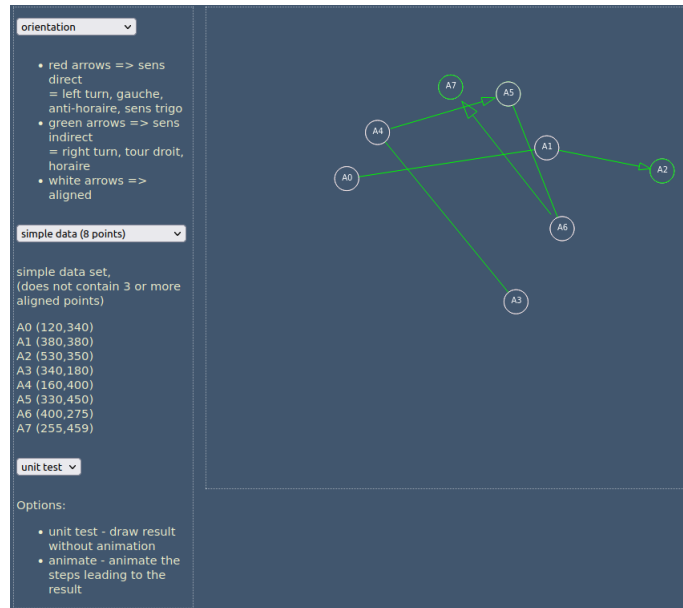 orientation
• red arrows => sens
direct
= left turn, gauche,
anti-horaire, sens trigo
• green arrows => sens
indirect
= right turn, tour droit,
horaire
• white arrows =>
aligned
simple data (8 points)
simple data set,
(does not contain 3 or more
aligned points)
A0 (120,340)
A1 (380,380)
A2 (530,350)
A3 (340,180)
A4 (160,400)
A5 (330,450)
A6 (400,275)
A7 (255,459)
unit test
Options:
• unit test - draw result
without animation
• animate - animate the
steps leading to the
result
A7
A5
A4
A1
A2
A0
A6
A3